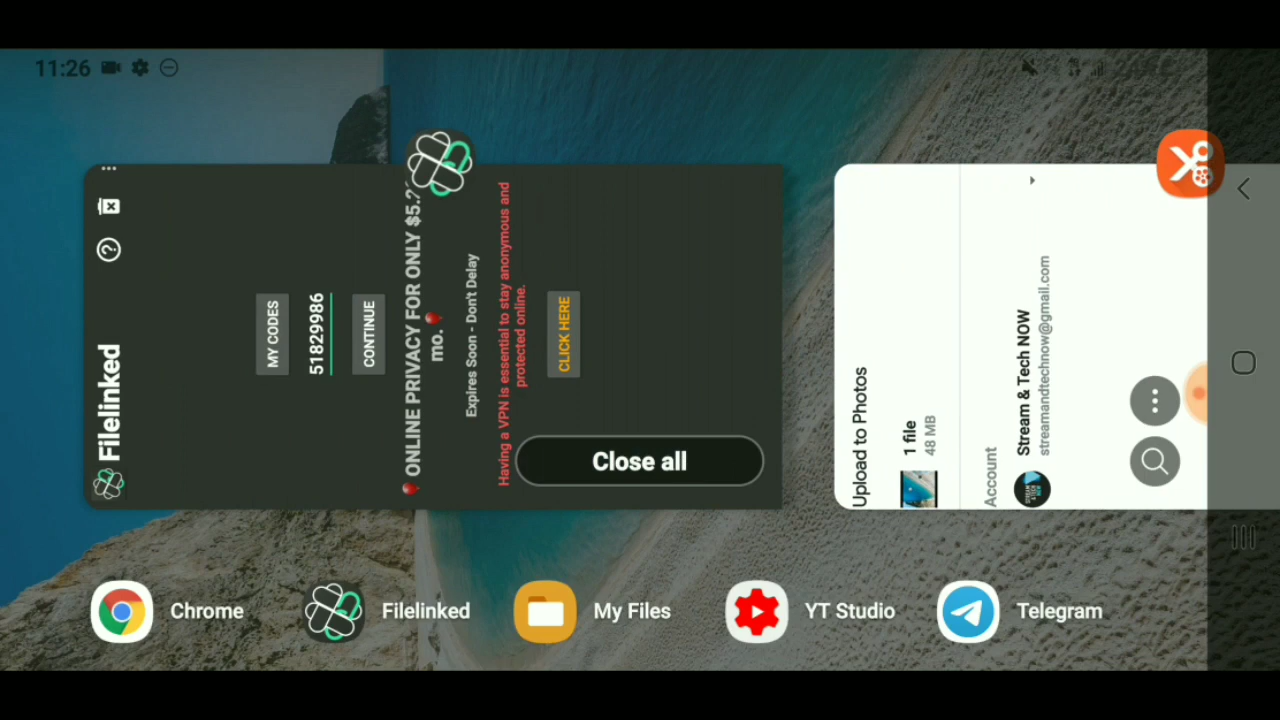 11:26
Filelinked
MY CODES
51829986
CONTINUE
ONLINE PRIVACY FOR ONLY $5.
mo.
Expires Soon - Don't Delay
Having a VPN is essential to stay anonymous and
protected online.
CLICK HERE
Close all
Upload to Photos
1 file
48 MB
Account
Stream & Tech NOW
streamandtechnow@gmail.com
Chrome
Filelinked
My Files
YT Studio
Telegram